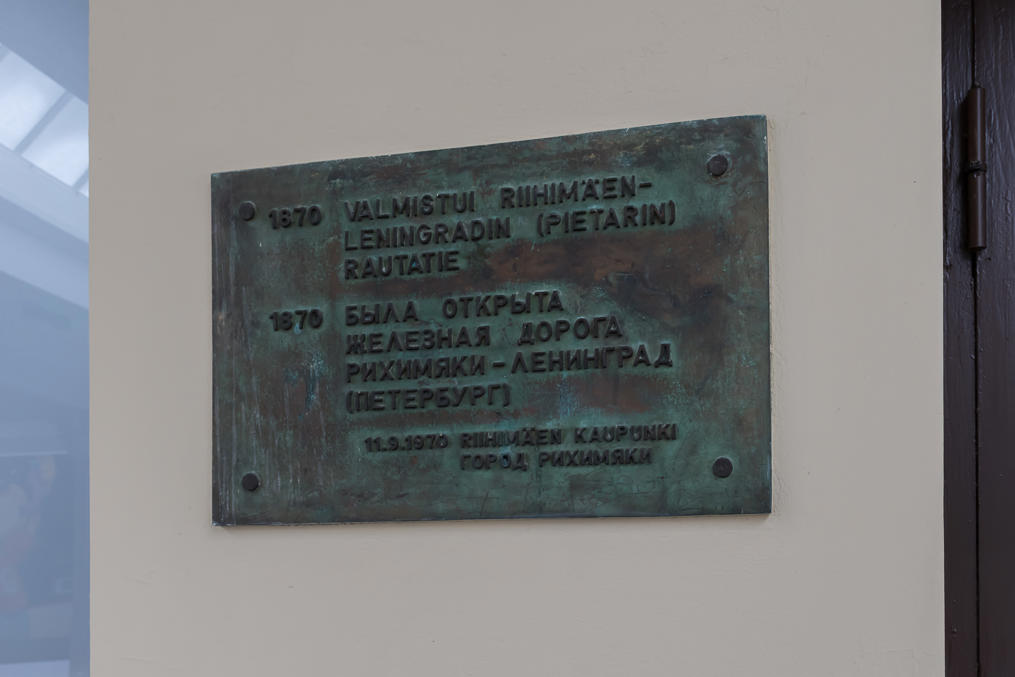 1870 VALMISTUI RIIHIMÄEN-
LENINGRADIN (PIETARIN)
RAUTATIE
1870 БЫЛА ОТКРЫТА
ЖЕЛЕЗНАЯ ДОРОГА
РИХИМЯКИ-ЛЕНИНГРАД
(ПЕТЕРБУРГ)
11.9.1970 RIIHIMÄEN KAUPUNKI
ГОРОД РИХИМЯКИ